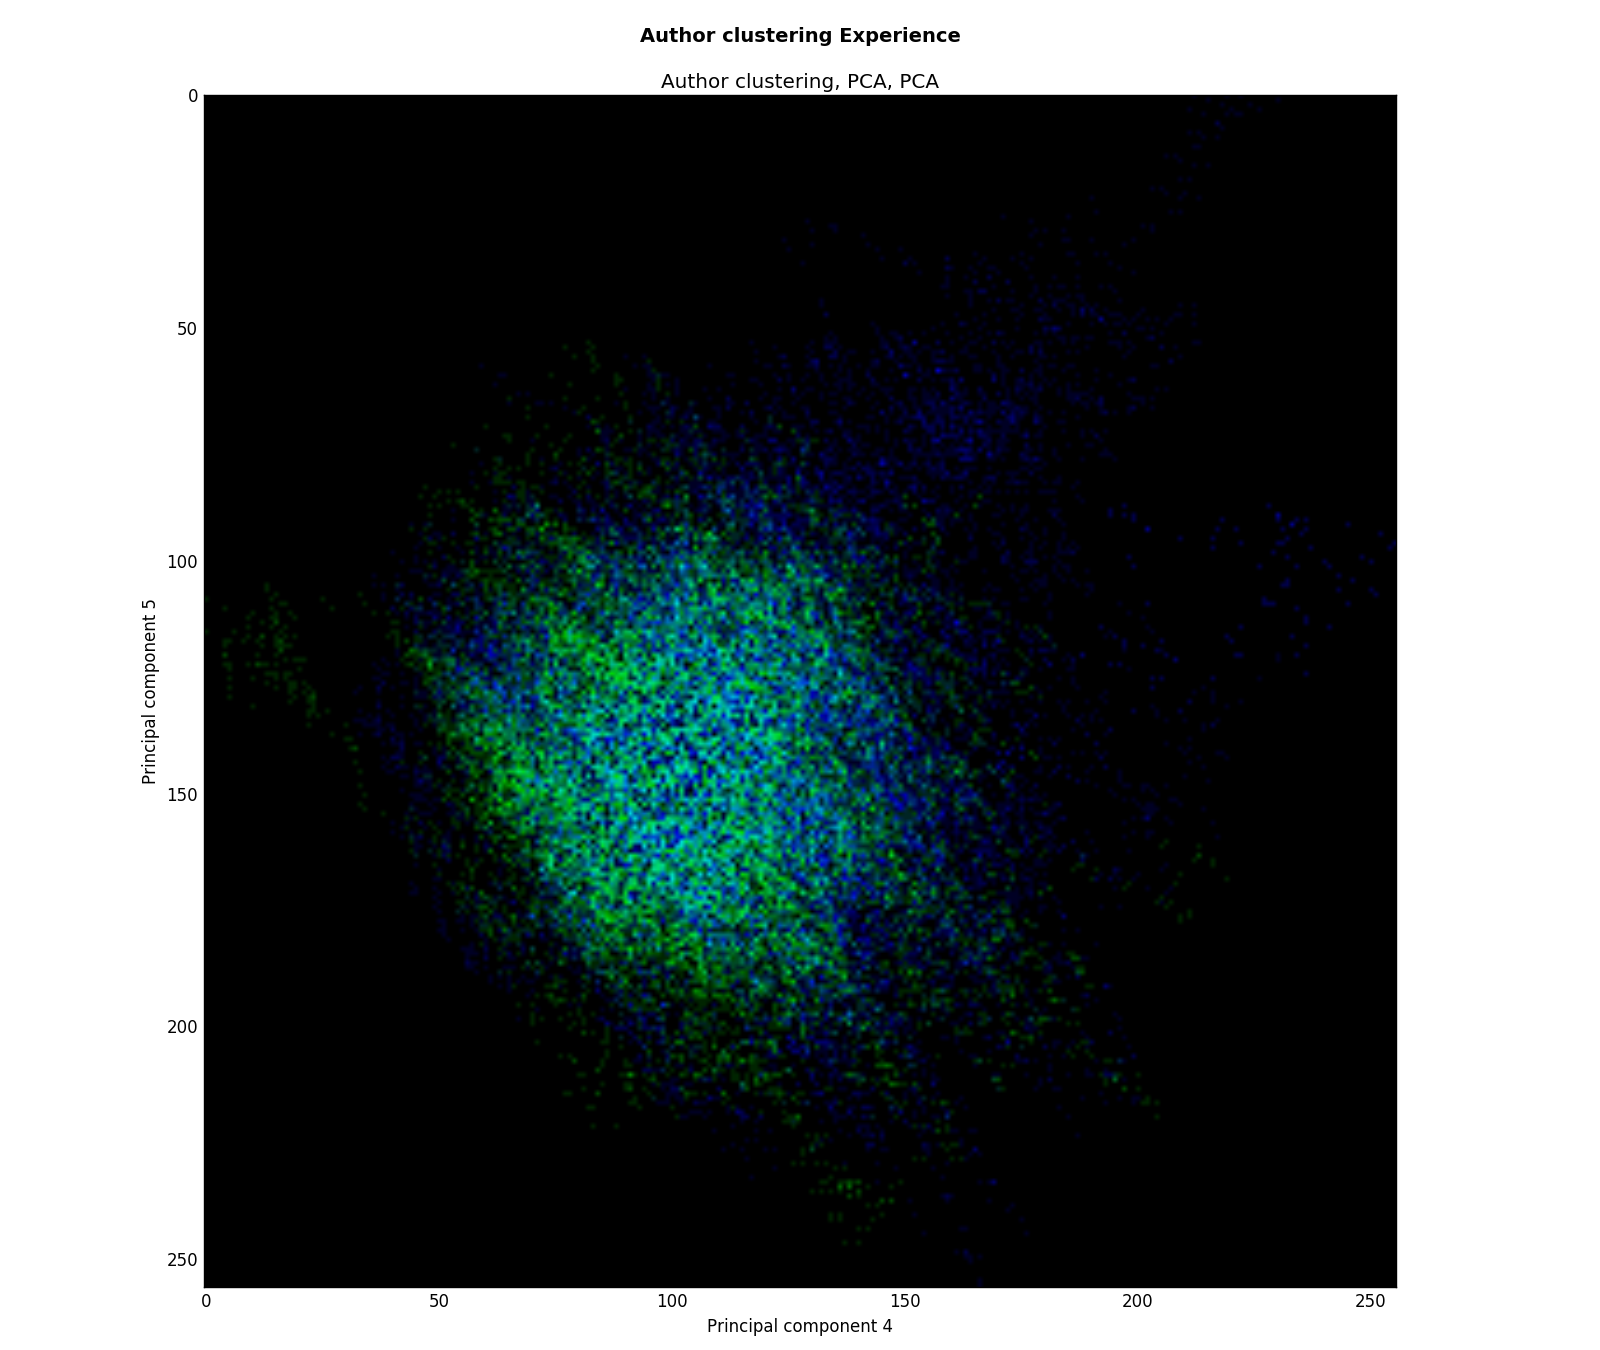 Author clustering Experience
Author clustering, PCA, PCA
0
50
100
150
200
250
Principal component 5
0 50 100 150 200 250
Principal component 4